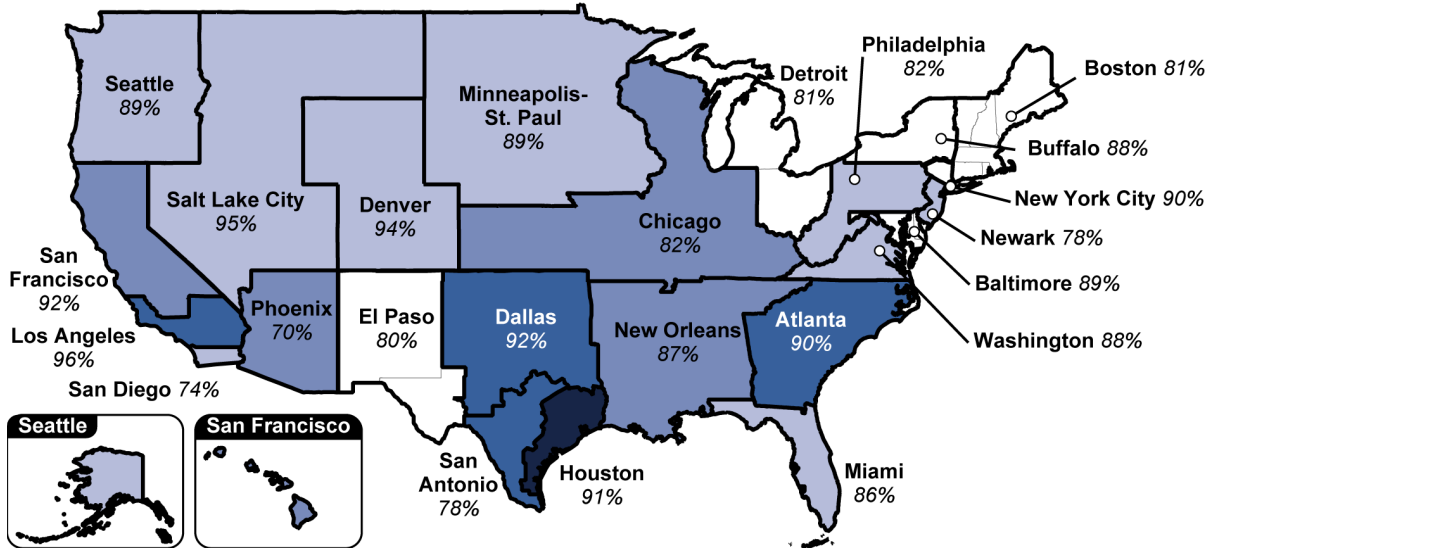 Seattle
89%
Minneapolis-
St. Paul
89%
Detroit
81%
Philadelphia
82%
Boston 81%
Buffalo 88%
New York City 90%
Newark 78%
Baltimore 89%
Washington 88%
Salt Lake City
95%
Denver
94%
Chicago
82%
San
Francisco
92%
Los Angeles
96%
San Diego 74%
Phoenix
70%
El Paso
80%
Dallas
92%
New Orleans
87%
Atlanta
90%
San
Antonio
78%
Houston
91%
Miami
86%
Seattle
San Francisco